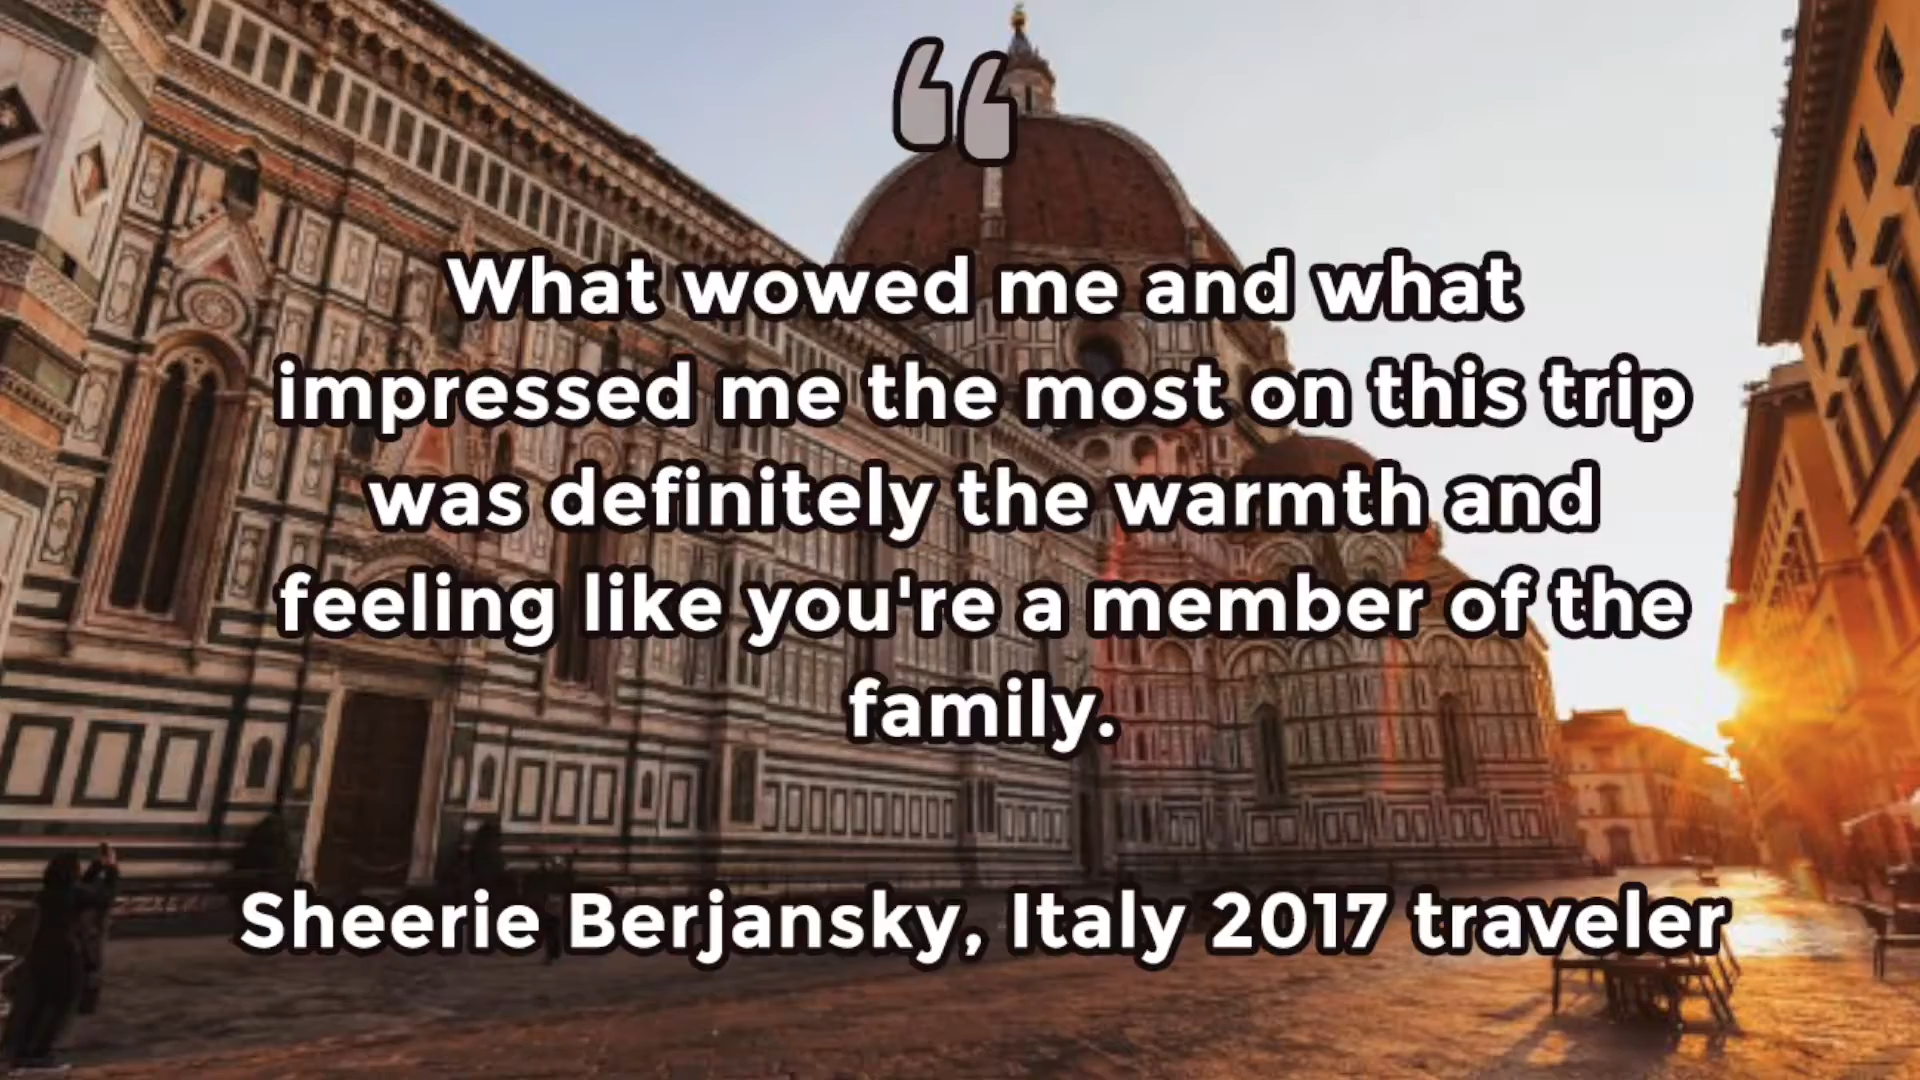 “
What wowed me and what
impressed me the most on this trip
was definitely the warmth and
feeling like you're a member of the
family.
Sheerie Berjansky, Italy 2017 traveler